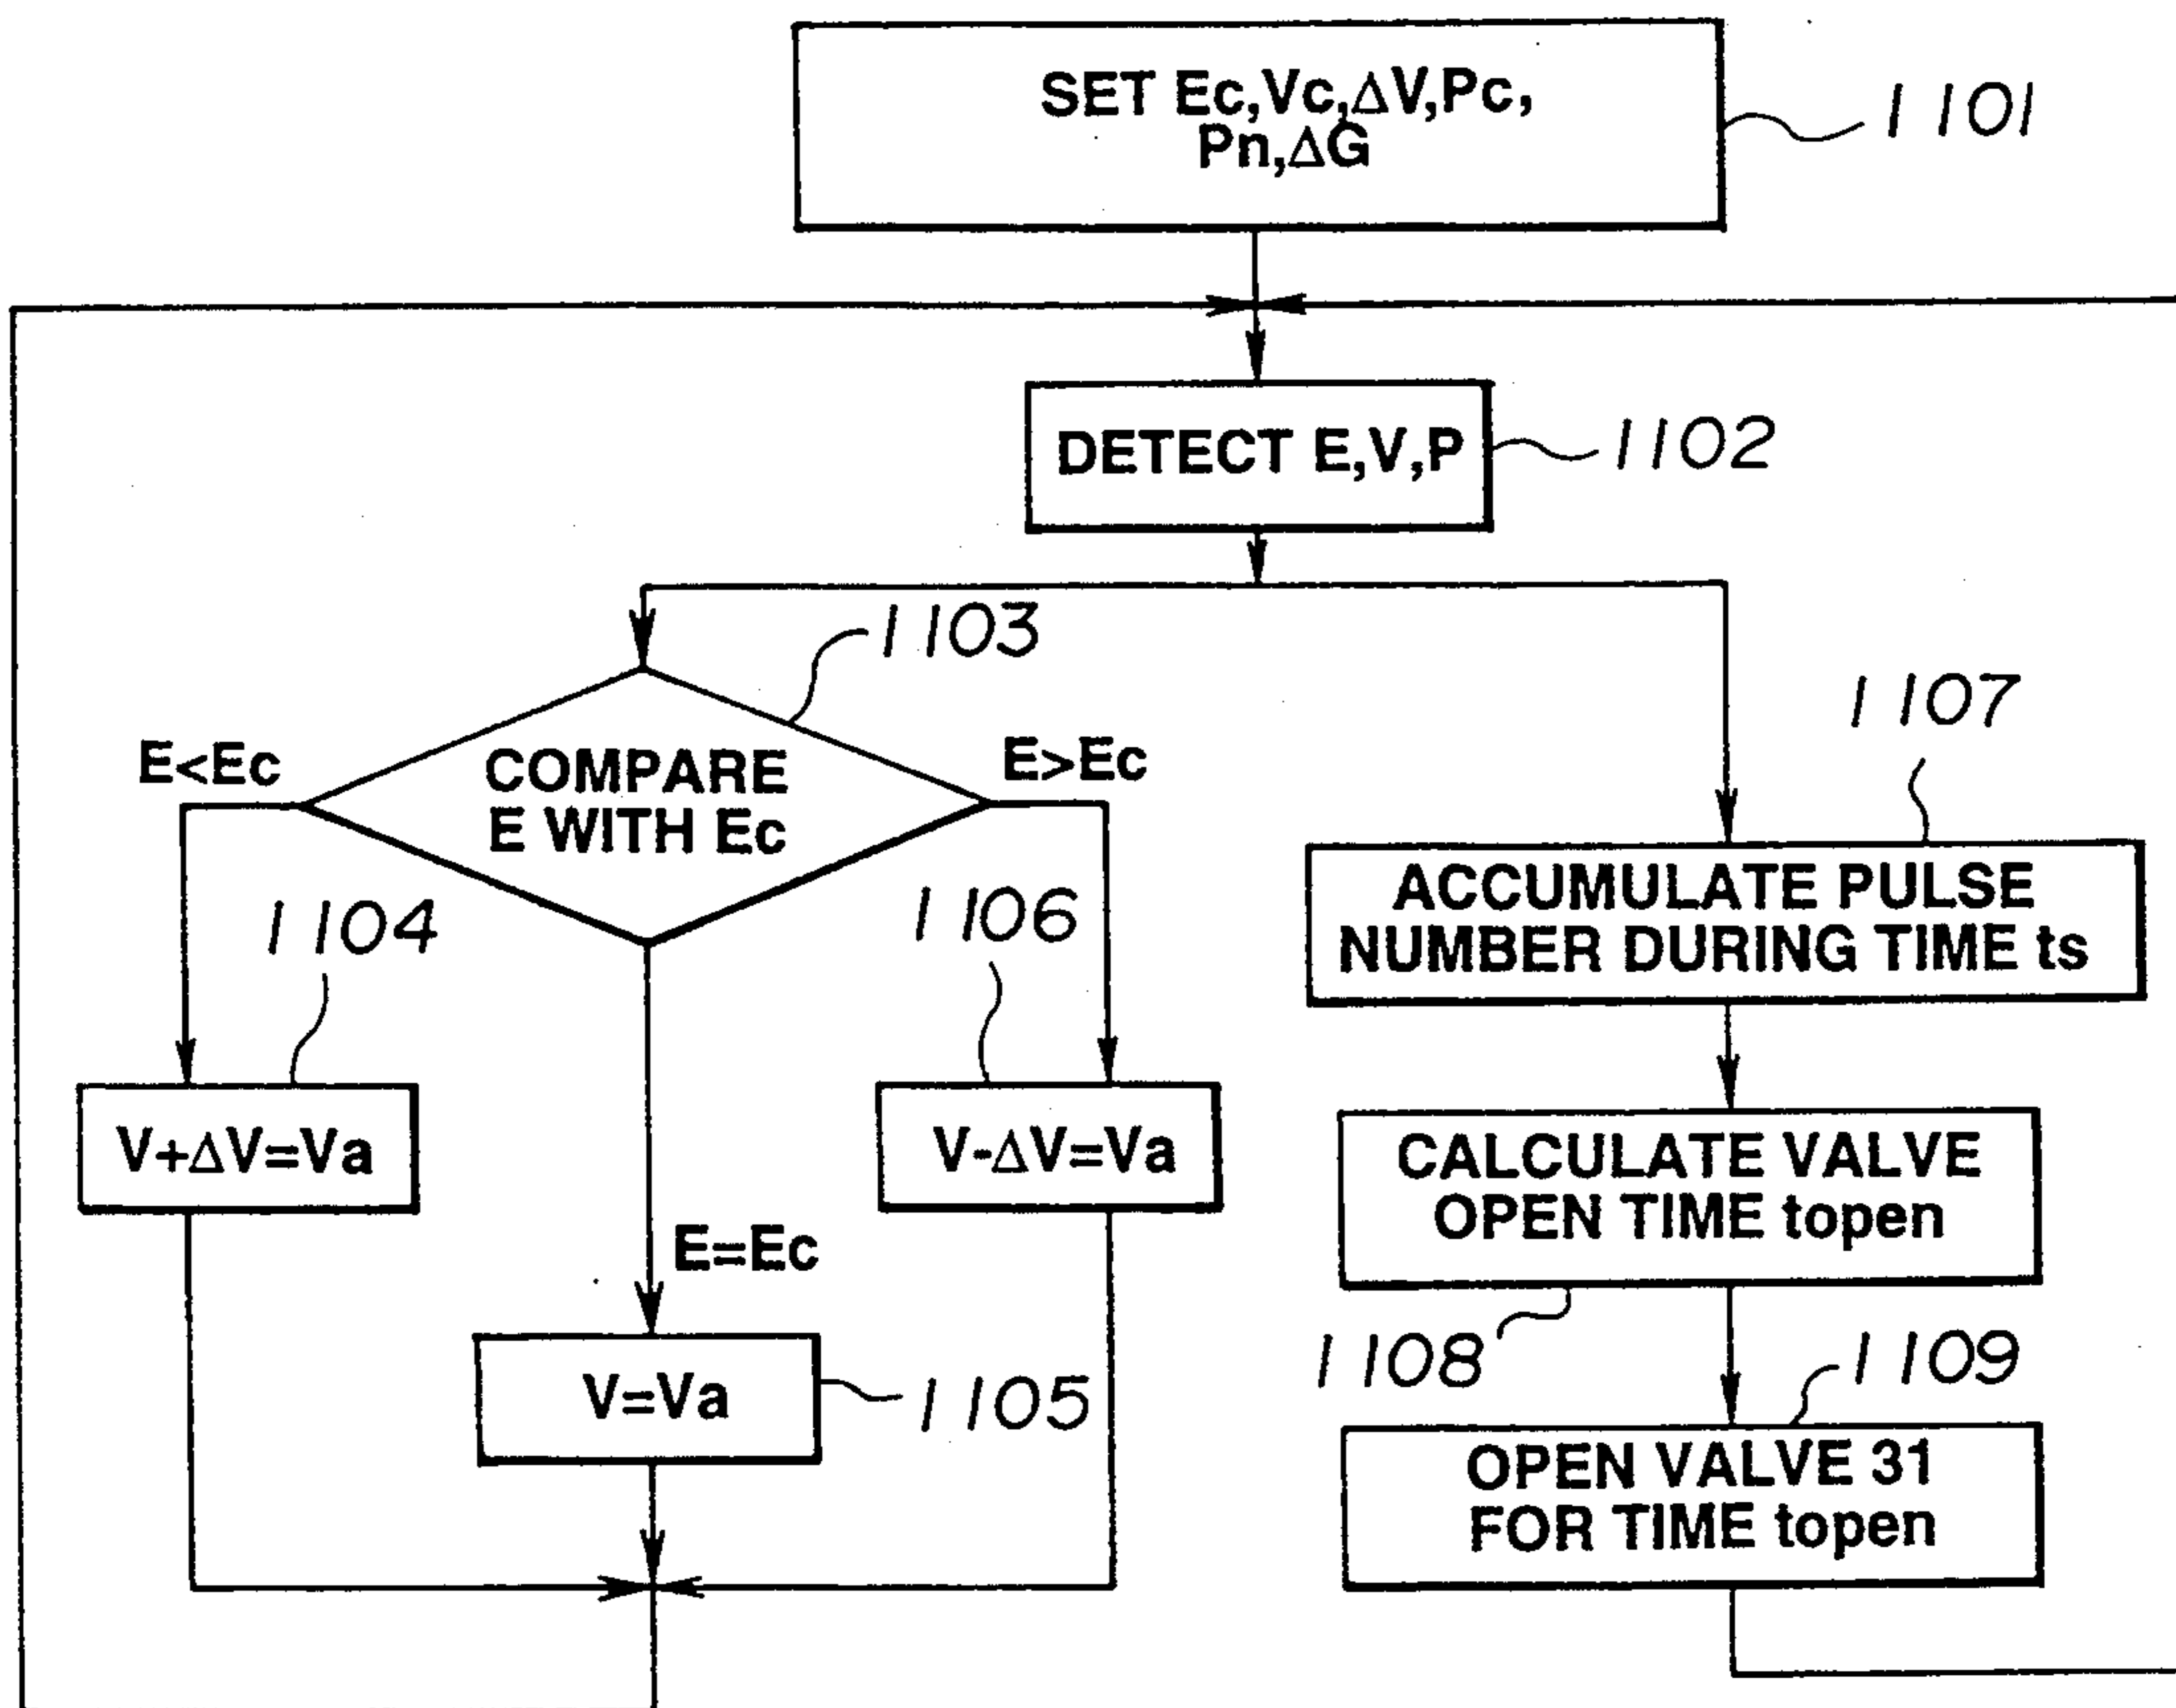 SET Ec,Vc,ΔV,Pc,
Pn,ΔG
1101
DETECT E,V,P
1102
1103
COMPARE
E WITH Ec
E<Ec
E>Ec
1104
V+ΔV=Va
1106
V-ΔV=Va
E=Ec
V=Va
1105
1107
ACCUMULATE PULSE
NUMBER DURING TIME ts
CALCULATE VALVE
OPEN TIME topen
1108
1109
OPEN VALVE 31
FOR TIME topen